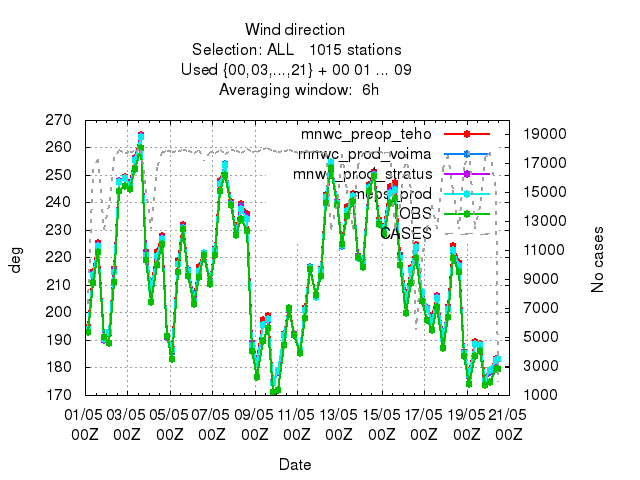 Wind direction
Selection: ALL   1015 stations
Used {00,03,...,21} + 00 01 ... 09
Averaging window:  6h
270
260
250
240
230
220
210
200
190
180
170
deg
19000
17000
15000
13000
11000
9000
7000
5000
3000
1000
No cases
mnwc_preop_teho
mnwc_prod_voima
mnwc_prod_stratus
meps_prod
OBS
CASES
01/05 03/05 05/05 07/05 09/05 11/05 13/05 15/05 17/05 19/05 21/05
00Z 00Z 00Z 00Z 00Z 00Z 00Z 00Z 00Z 00Z 00Z
Date